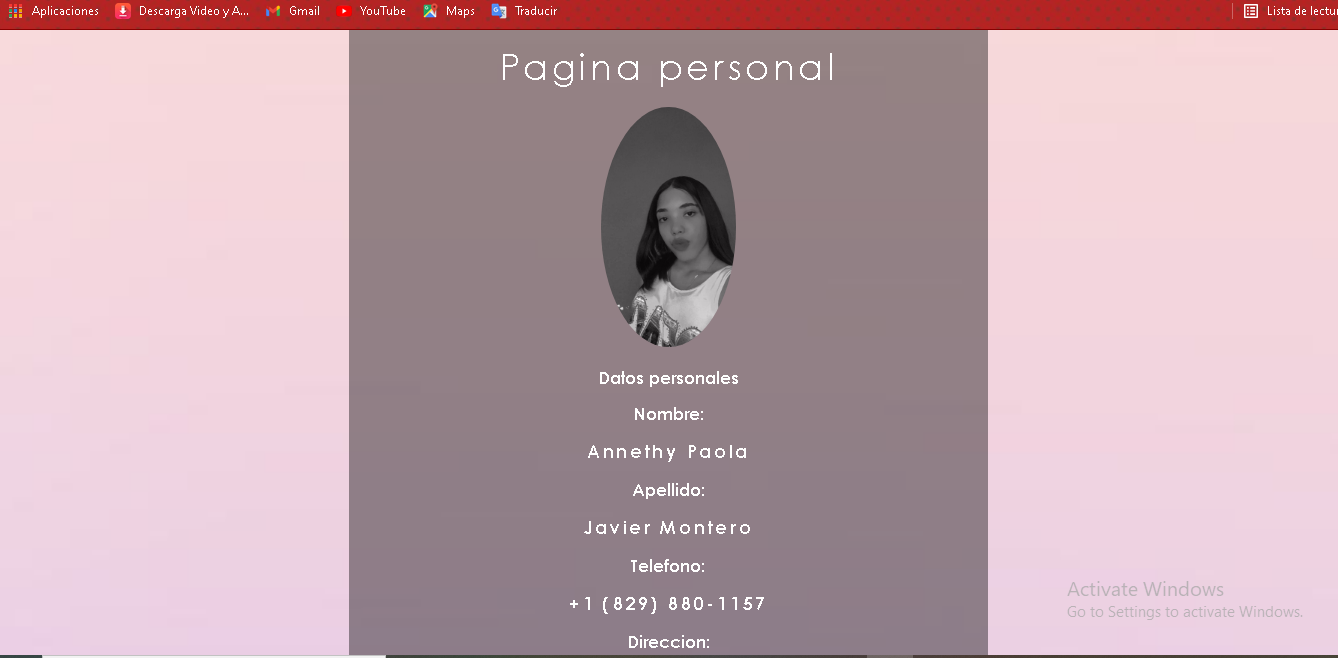 Aplicaciones Descarga Video y A... Gmail YouTube Maps Traducir Lista de lectur
Pagina personal
Datos personales
Nombre:
Annethy Paola
Apellido:
Javier Montero
Telefono:
+1 (829) 880-1157
Direccion:
Activate Windows
Go to Settings to activate Windows.